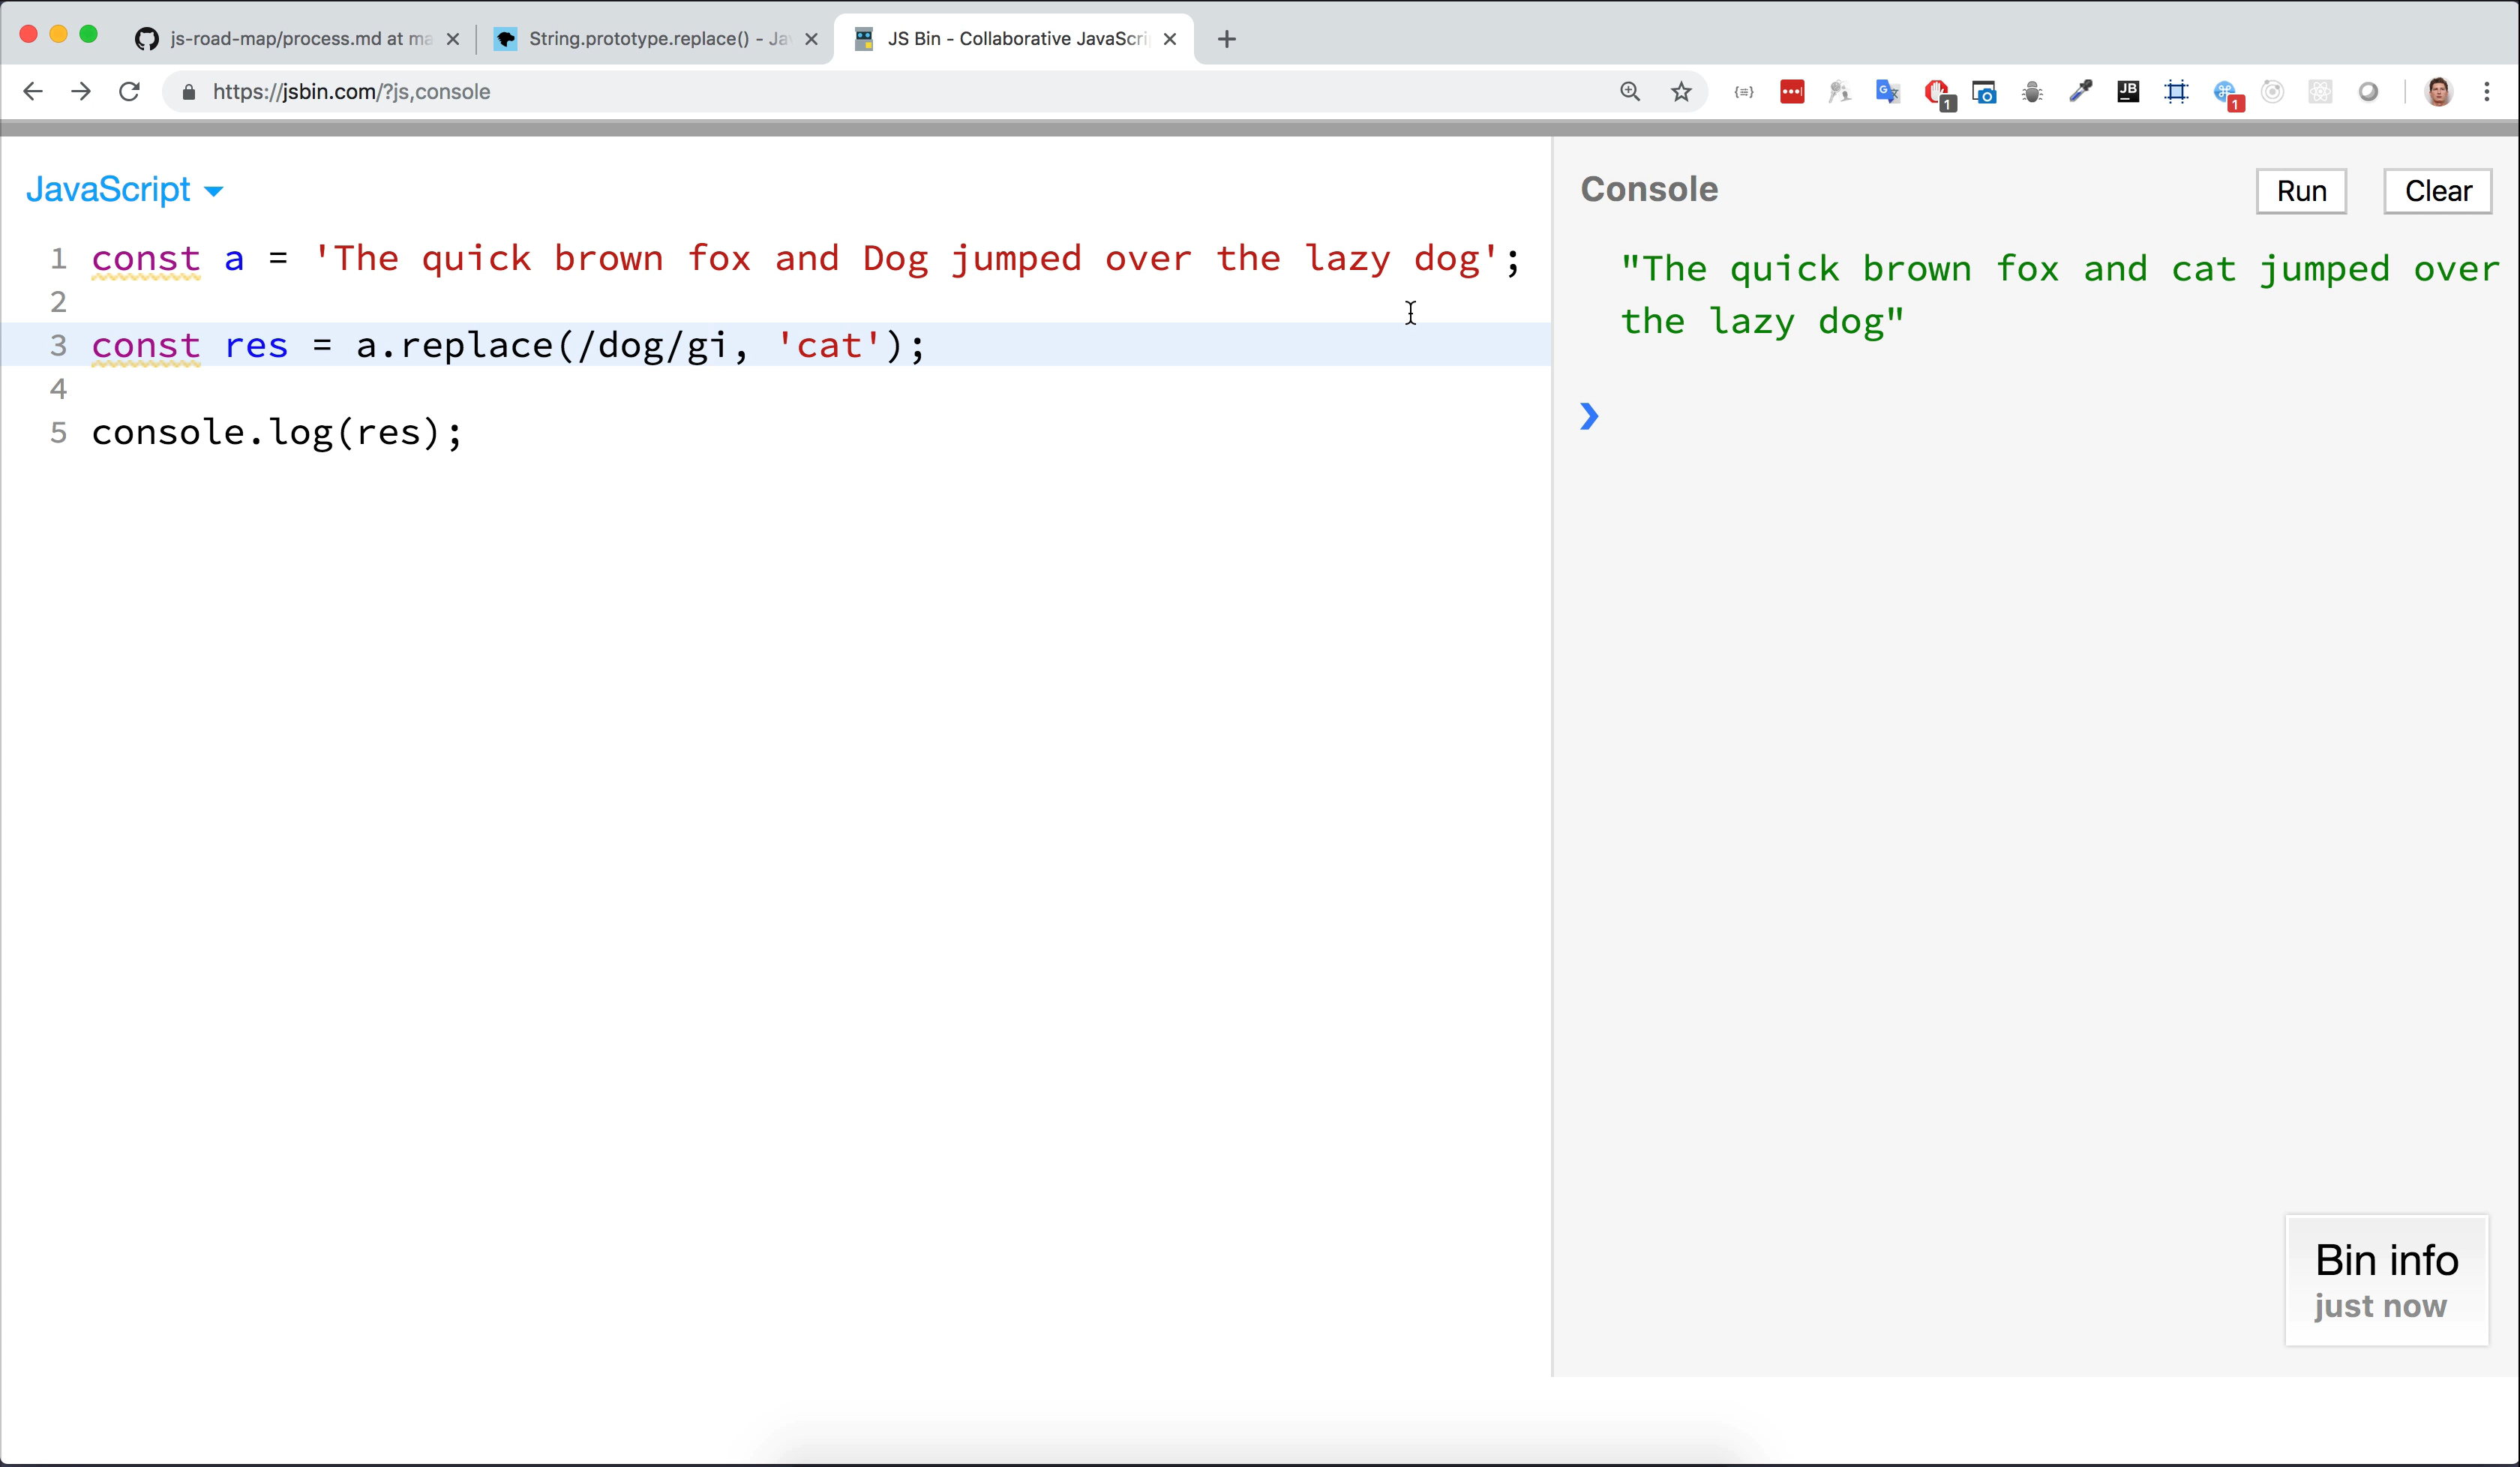 js-road-map/process.md at ma
String.prototype.replace() - Ja
JS Bin - Collaborative JavaScri
https://jsbin.com/?js,console
1
JB
1
JavaScript
Console
Run
Clear
1 const a = 'The quick brown fox and Dog jumped over the lazy dog';
2
3 const res = a.replace(/dog/gi, 'cat');
4
5 console.log(res);
"The quick brown fox and cat jumped over
the lazy dog"
Bin info
just now